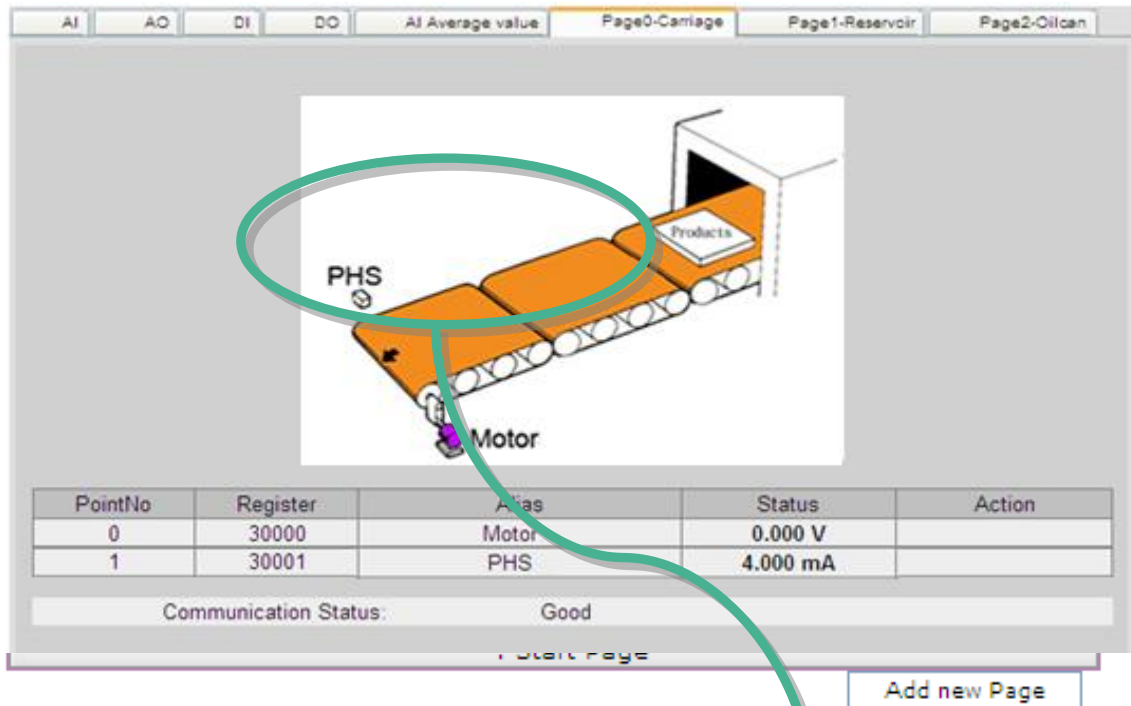 AI AO DI DO AI Average value Page0-Carriage Page1-Reservoir Page2-Oilcan
Products
PHS
Motor
PointNo Register Alias Status Action
0 30000 Motor 0.000 V
1 30001 PHS 4.000 mA
Communication Status: Good
Start Page
Add new Page